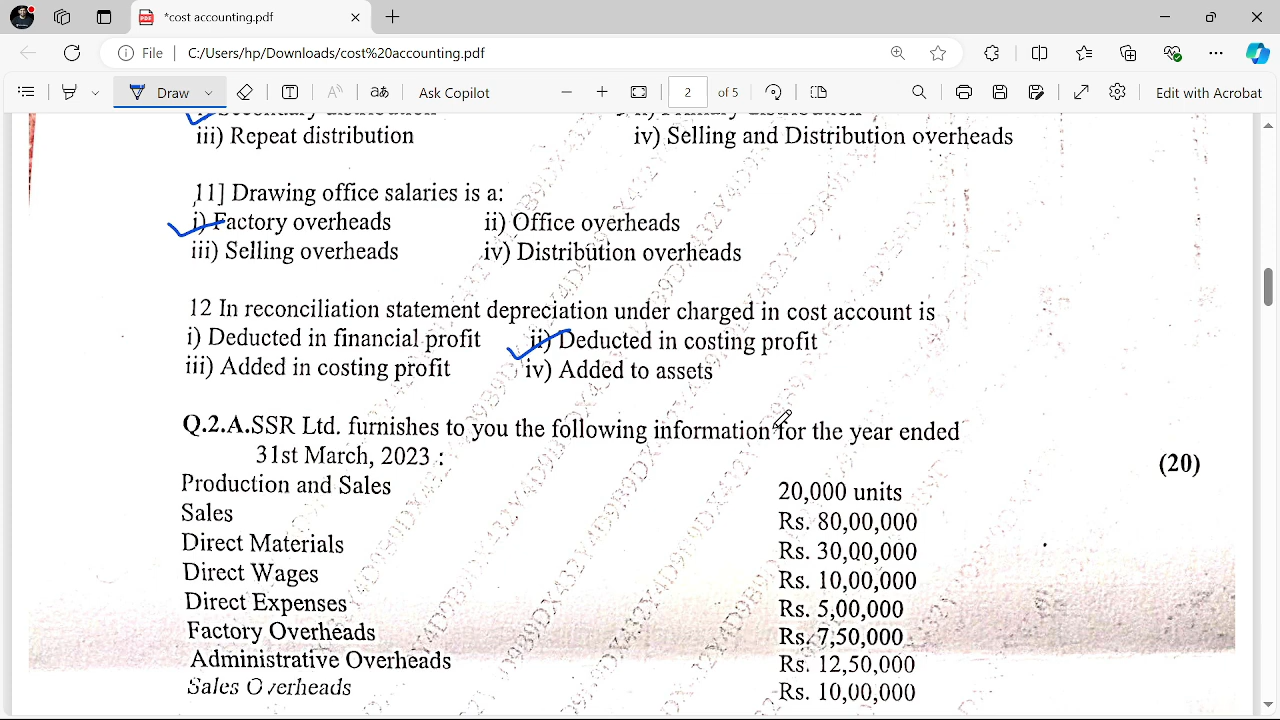 *cost accounting.pdf
File C:/Users/hp/Downloads/cost%20accounting.pdf
Draw Ask Copilot 2 of 5 Edit with Acrobat
iii) Repeat distribution iv) Selling and Distribution overheads
11] Drawing office salaries is a:
i) Factory overheads ii) Office overheads
iii) Selling overheads iv) Distribution overheads
12 In reconciliation statement depreciation under charged in cost account is
i) Deducted in financial profit ii) Deducted in costing profit
iii) Added in costing profit iv) Added to assets
Q.2.A.SSR Ltd. furnishes to you the following information for the year ended
31st March, 2023 :
(20)
Production and Sales 20,000 units
Sales Rs. 80,00,000
Direct Materials Rs. 30,00,000
Direct Wages Rs. 10,00,000
Direct Expenses Rs. 5,00,000
Factory Overheads Rs. 7,50,000
Administrative Overheads Rs. 12,50,000
Sales Overheads Rs. 10,00,000